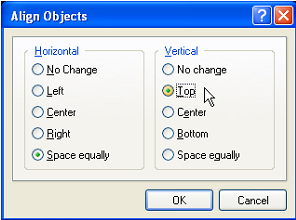 Align Objects
Horizontal
No Change
Left
Center
Right
Space equally
Vertical
No change
Top
Center
Bottom
Space equally
OK
Cancel